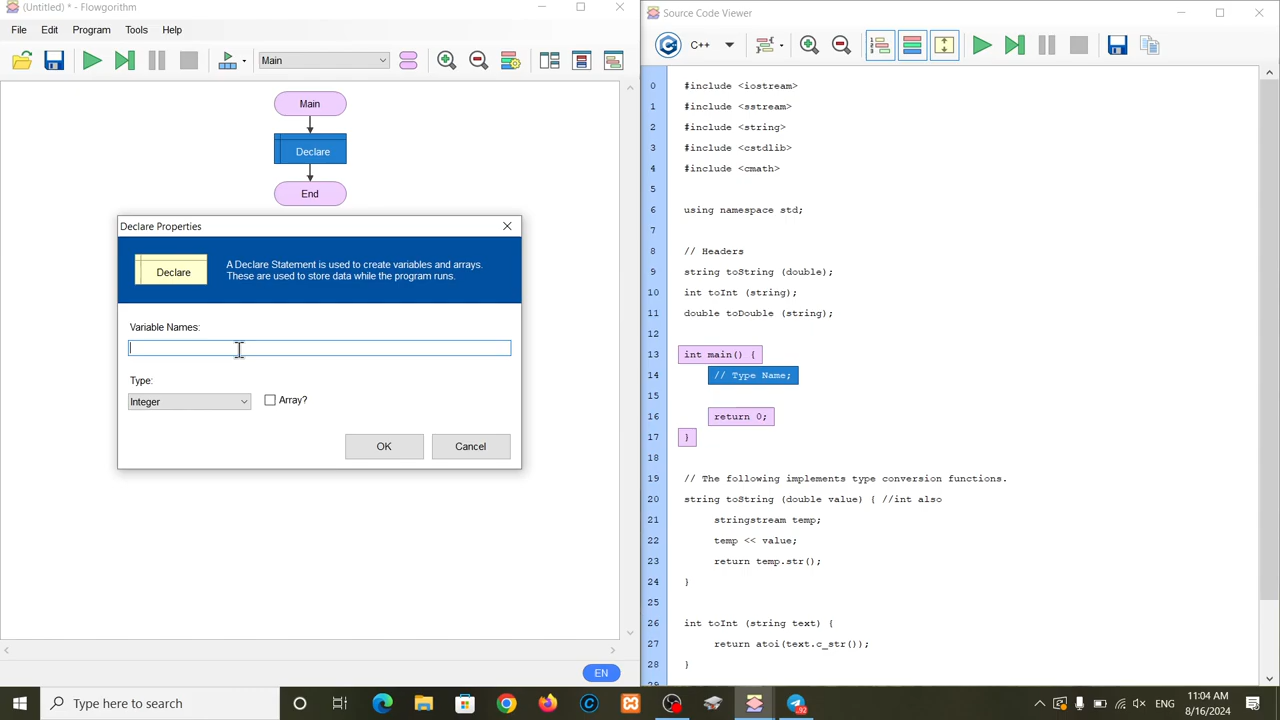 (Untitled) * - Flowgorithm
File Edit Program Tools Help
Main
Main
Declare
End
Declare Properties
Declare
A Declare Statement is used to create variables and arrays.
These are used to store data while the program runs.
Variable Names:
Type:
Integer
Array?
OK Cancel
EN
Source Code Viewer
C++
0 #include <iostream>
1 #include <sstream>
2 #include <string>
3 #include <cstdlib>
4 #include <cmath>
5
6 using namespace std;
7
8 // Headers
9 string toString (double);
10 int toInt (string);
11 double toDouble (string);
12
13 int main() {
14 // Type Name;
15
16 return 0;
17 }
18
19 // The following implements type conversion functions.
20 string toString (double value) { //int also
21 stringstream temp;
22 temp << value;
23 return temp.str();
24 }
25
26 int toInt (string text) {
27 return atoi(text.c_str());
28 }
29
Type here to search
92
ENG
11:04 AM
8/16/2024